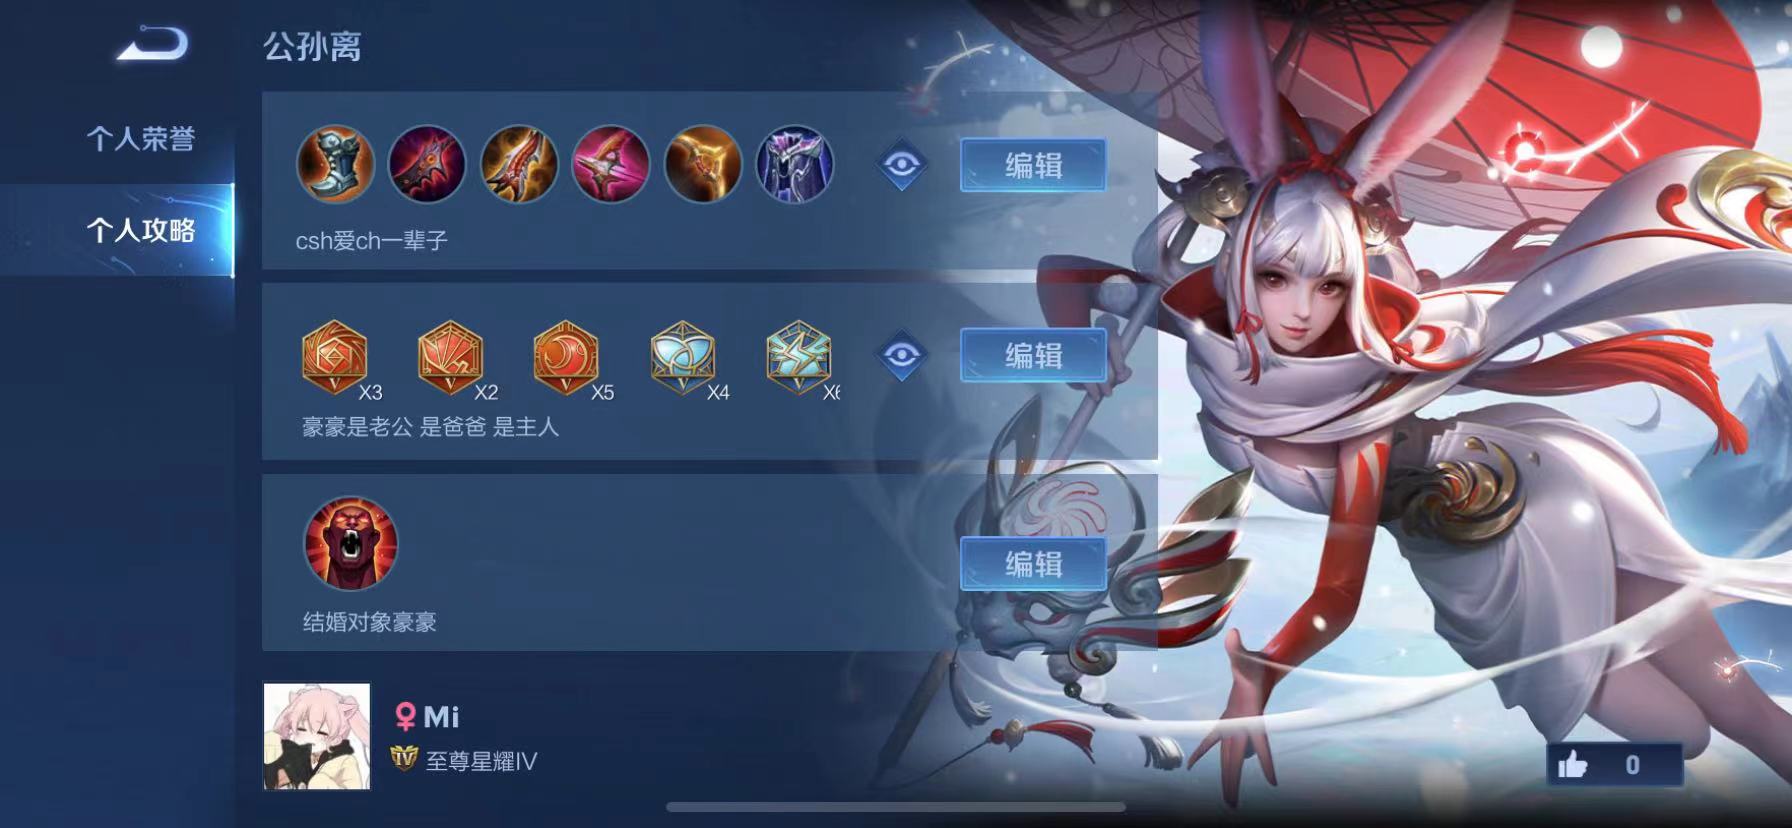 公孙离
个人荣誉
个人攻略
编辑
csh爱ch一辈子
V V V V V
X3 X2 X5 X4 X6
编辑
豪豪是老公 是爸爸 是主人
编辑
结婚对象豪豪
Mi
IV 至尊星耀IV
0